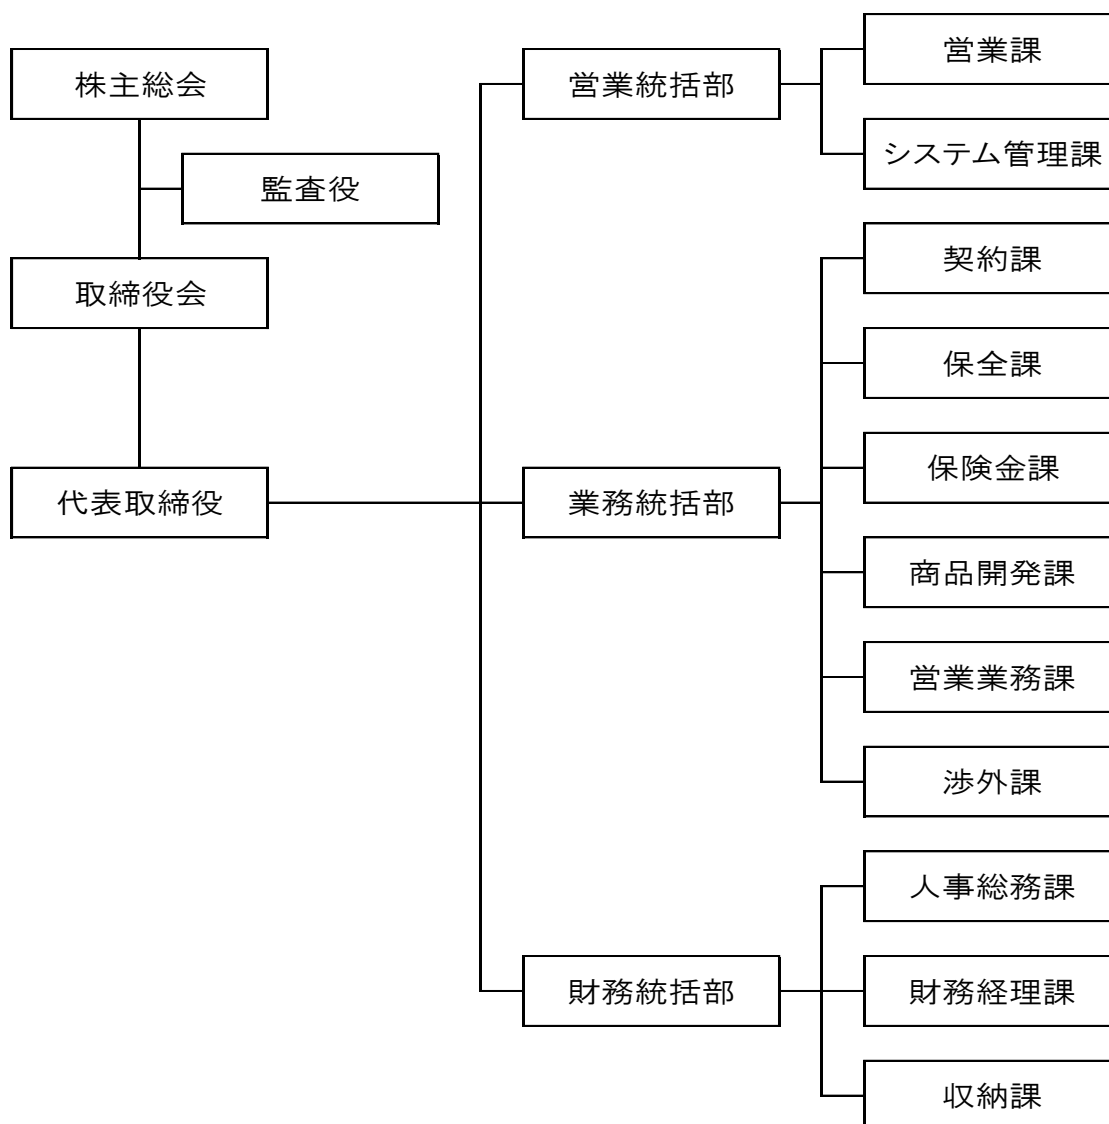 株主総会
監査役
取締役会
代表取締役
営業統括部
営業課
システム管理課
業務統括部
契約課
保全課
保険金課
商品開発課
営業業務課
渉外課
財務統括部
人事総務課
財務経理課
収納課